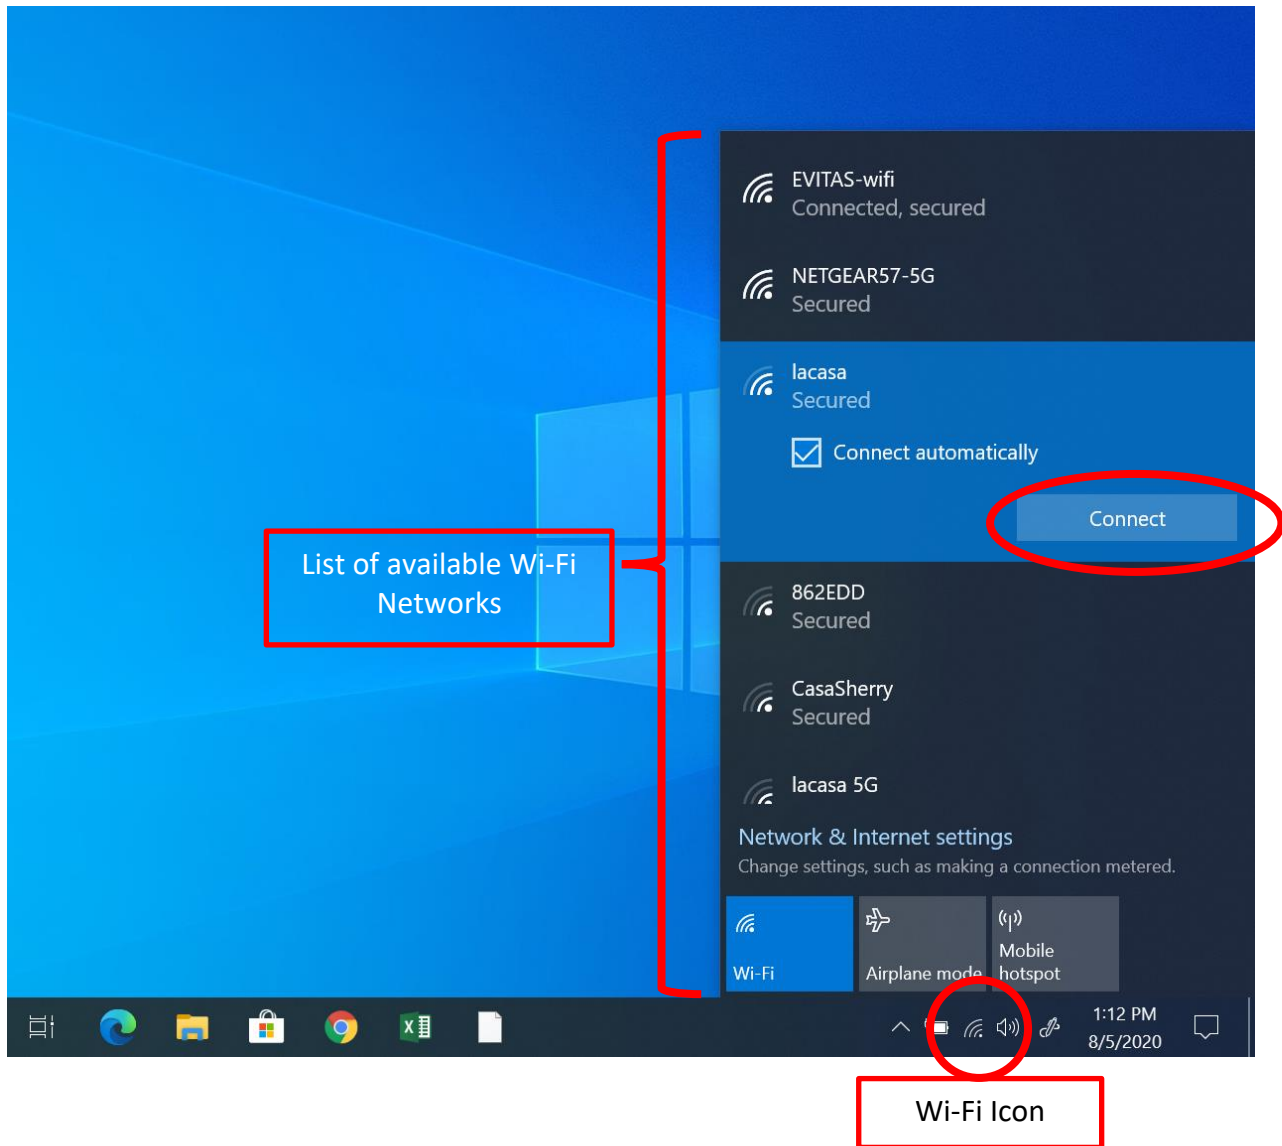 EVITAS-wifi
Connected, secured
NETGEAR57-5G
Secured
lacasa
Secured
Connect automatically
Connect
List of available Wi-Fi
Networks
862EDD
Secured
CasaSherry
Secured
lacasa 5G
Network & Internet settings
Change settings, such as making a connection metered.
Wi-Fi
Airplane mode
Mobile
hotspot
1:12 PM
8/5/2020
Wi-Fi Icon